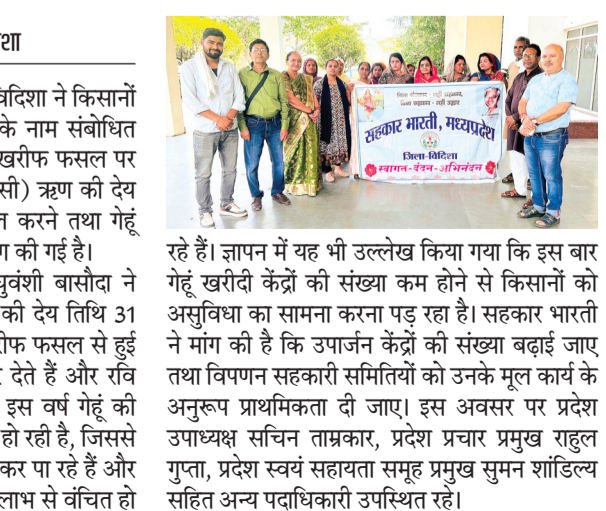 शा
विदिशा ने किसानों
के नाम संबोधित
खरीफ फसल पर
सी) ऋण की देय
करने तथा गेहूं
ग की गई है।
घुवंशी बासौदा ने
की देय तिथि 31
रीफ फसल से हुई
देते हैं और रवि
इस वर्ष गेहूं की
हो रही है, जिससे
कर पा रहे हैं और
लाभ से वंचित हो
सहकार भारती, मध्यप्रदेश
जिला-विदिशा
स्वागत-वंदन-अभिनंदन
रहे हैं। ज्ञापन में यह भी उल्लेख किया गया कि इस बार
गेहूं खरीदी केंद्रों की संख्या कम होने से किसानों को
असुविधा का सामना करना पड़ रहा है। सहकार भारती
ने मांग की है कि उपार्जन केंद्रों की संख्या बढ़ाई जाए
तथा विपणन सहकारी समितियों को उनके मूल कार्य के
अनुरूप प्राथमिकता दी जाए। इस अवसर पर प्रदेश
उपाध्यक्ष सचिन ताम्रकार, प्रदेश प्रचार प्रमुख राहुल
गुप्ता, प्रदेश स्वयं सहायता समूह प्रमुख सुमन शांडिल्य
सहित अन्य पदाधिकारी उपस्थित रहे।